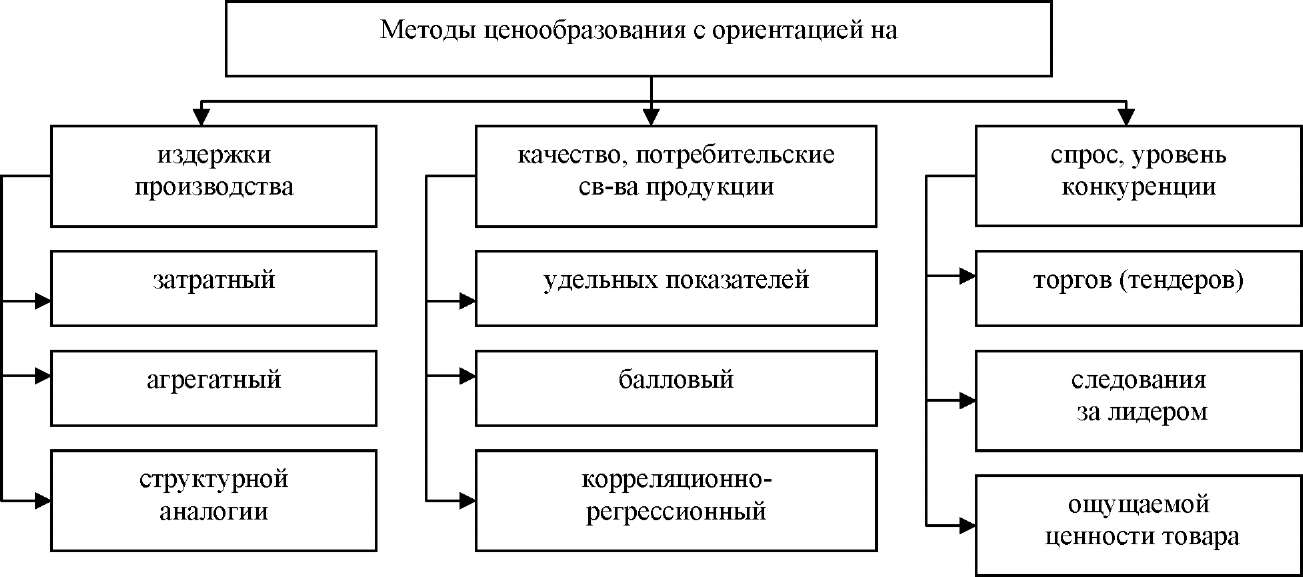 Методы ценообразования с ориентацией на
издержки
производства
затратный
агрегатный
структурной
аналогии
качество, потребительские
св-ва продукции
удельных показателей
балловый
корреляционно-
регрессионный
спрос, уровень
конкуренции
торгов (тендеров)
следования
за лидером
ощущаемой
ценности товара